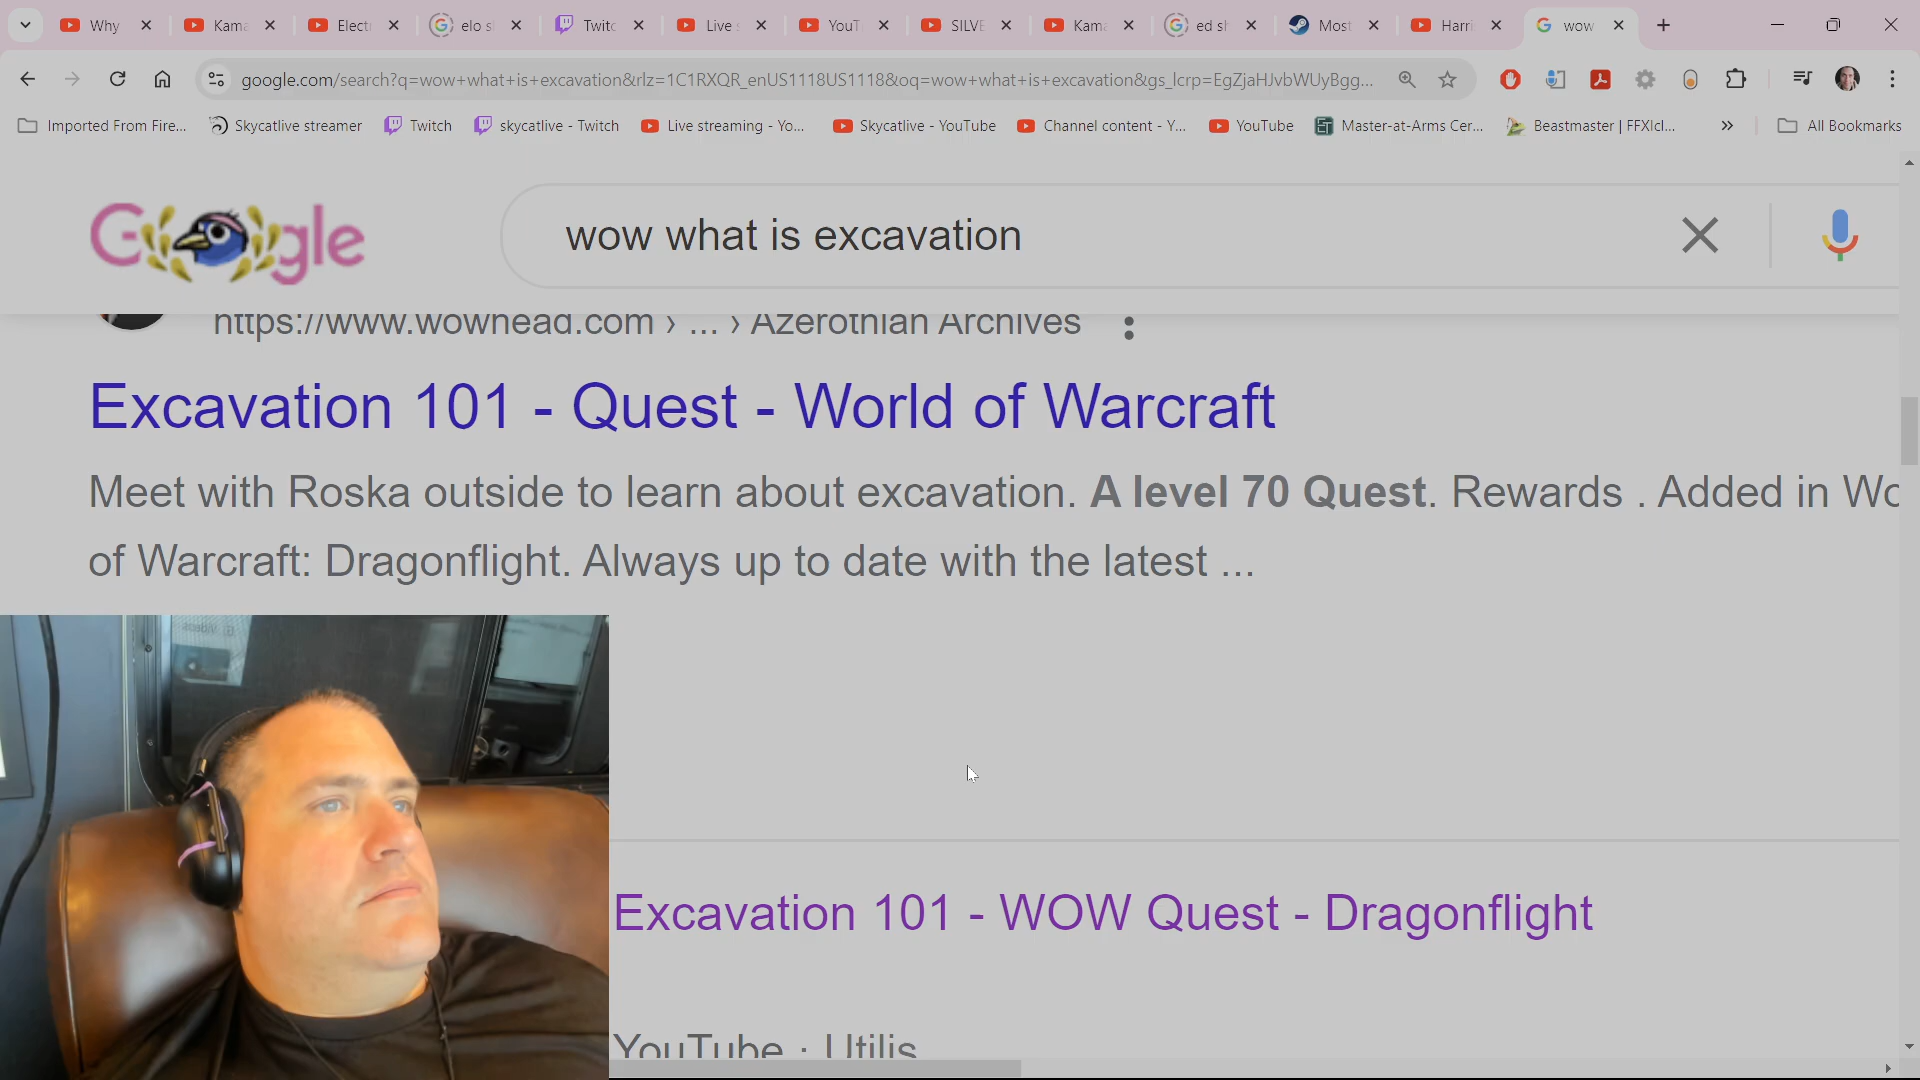 Why
Kama
Elect
elo s
Twitc
Live s
YouT
SILVE
Kama
ed sh
Most
Harri
wow
google.com/search?q=wow+what+is+excavation&rlz=1C1RXQR_enUS1118US1118&oq=wow+what+is+excavation&gs_lcrp=EgZjaHJvbWUyBgg...
Imported From Fire...
Skycatlive streamer
Twitch
skycatlive - Twitch
Live streaming - Yo...
Skycatlive - YouTube
Channel content - Y...
YouTube
Master-at-Arms Cer...
Beastmaster | FFXIcl...
All Bookmarks
Google
wow what is excavation
https://www.wowhead.com › ... › Azerothian Archives
Excavation 101 - Quest - World of Warcraft
Meet with Roska outside to learn about excavation. A level 70 Quest. Rewards . Added in Wo
of Warcraft: Dragonflight. Always up to date with the latest ...
Excavation 101 - WOW Quest - Dragonflight
YouTube · Utilis